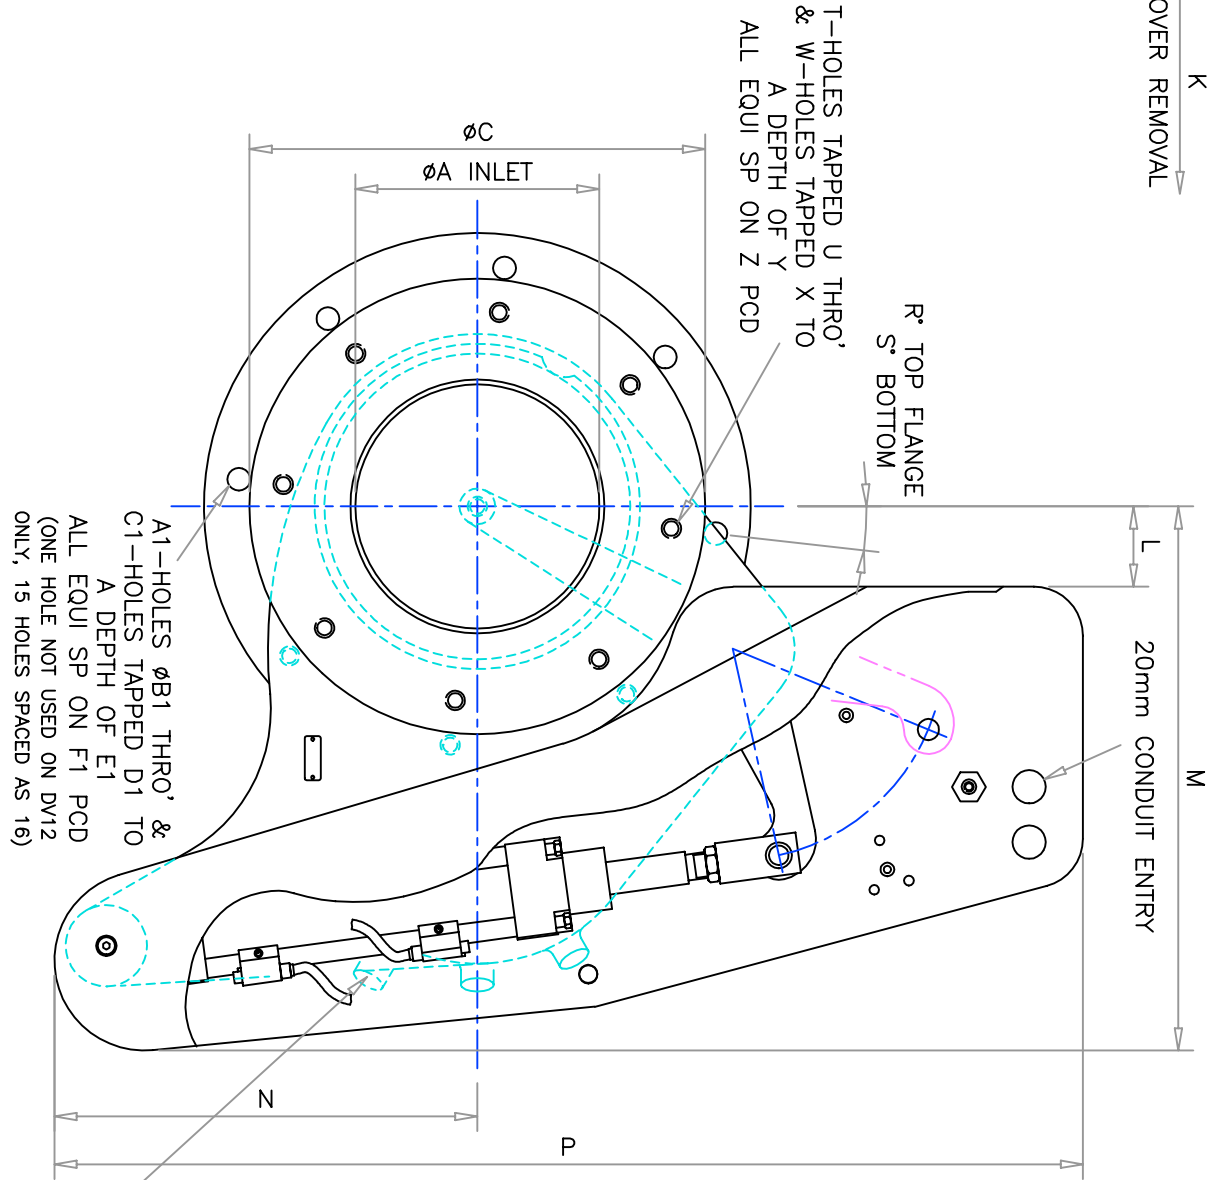 K
OVER REMOVAL
T-HOLES TAPPED U THRO'
& W-HOLES TAPPED X TO
A DEPTH OF Y
ALL EQUI SP ON Z PCD
øC
øA INLET
R° TOP FLANGE
S° BOTTOM
L
M
20mm CONDUIT ENTRY
A1-HOLES øB1 THRO' &
C1-HOLES TAPPED D1 TO
A DEPTH OF E1
ALL EQUI SP ON F1 PCD
(ONE HOLE NOT USED ON DV12
ONLY, 15 HOLES SPACED AS 16)
N
P